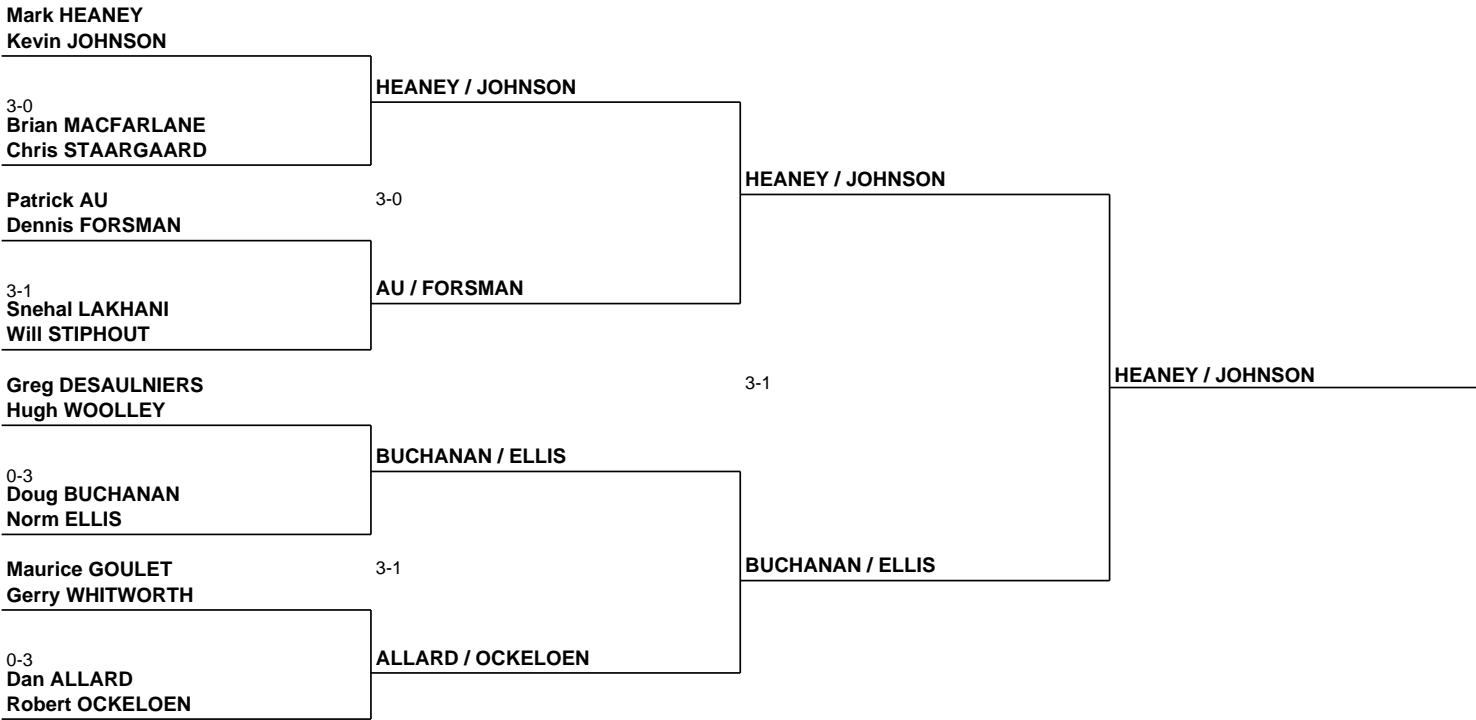 Mark HEANEY
Kevin JOHNSON
HEANEY / JOHNSON
3-0
Brian MACFARLANE
Chris STAARGAARD
HEANEY / JOHNSON
Patrick AU
3-0
Dennis FORSMAN
AU / FORSMAN
3-1
Snehal LAKHANI
Will STIPHOUT
HEANEY / JOHNSON
Greg DESAULNIERS
3-1
Hugh WOOLLEY
BUCHANAN / ELLIS
0-3
Doug BUCHANAN
Norm ELLIS
BUCHANAN / ELLIS
Maurice GOULET
3-1
Gerry WHITWORTH
ALLARD / OCKELOEN
0-3
Dan ALLARD
Robert OCKELOEN